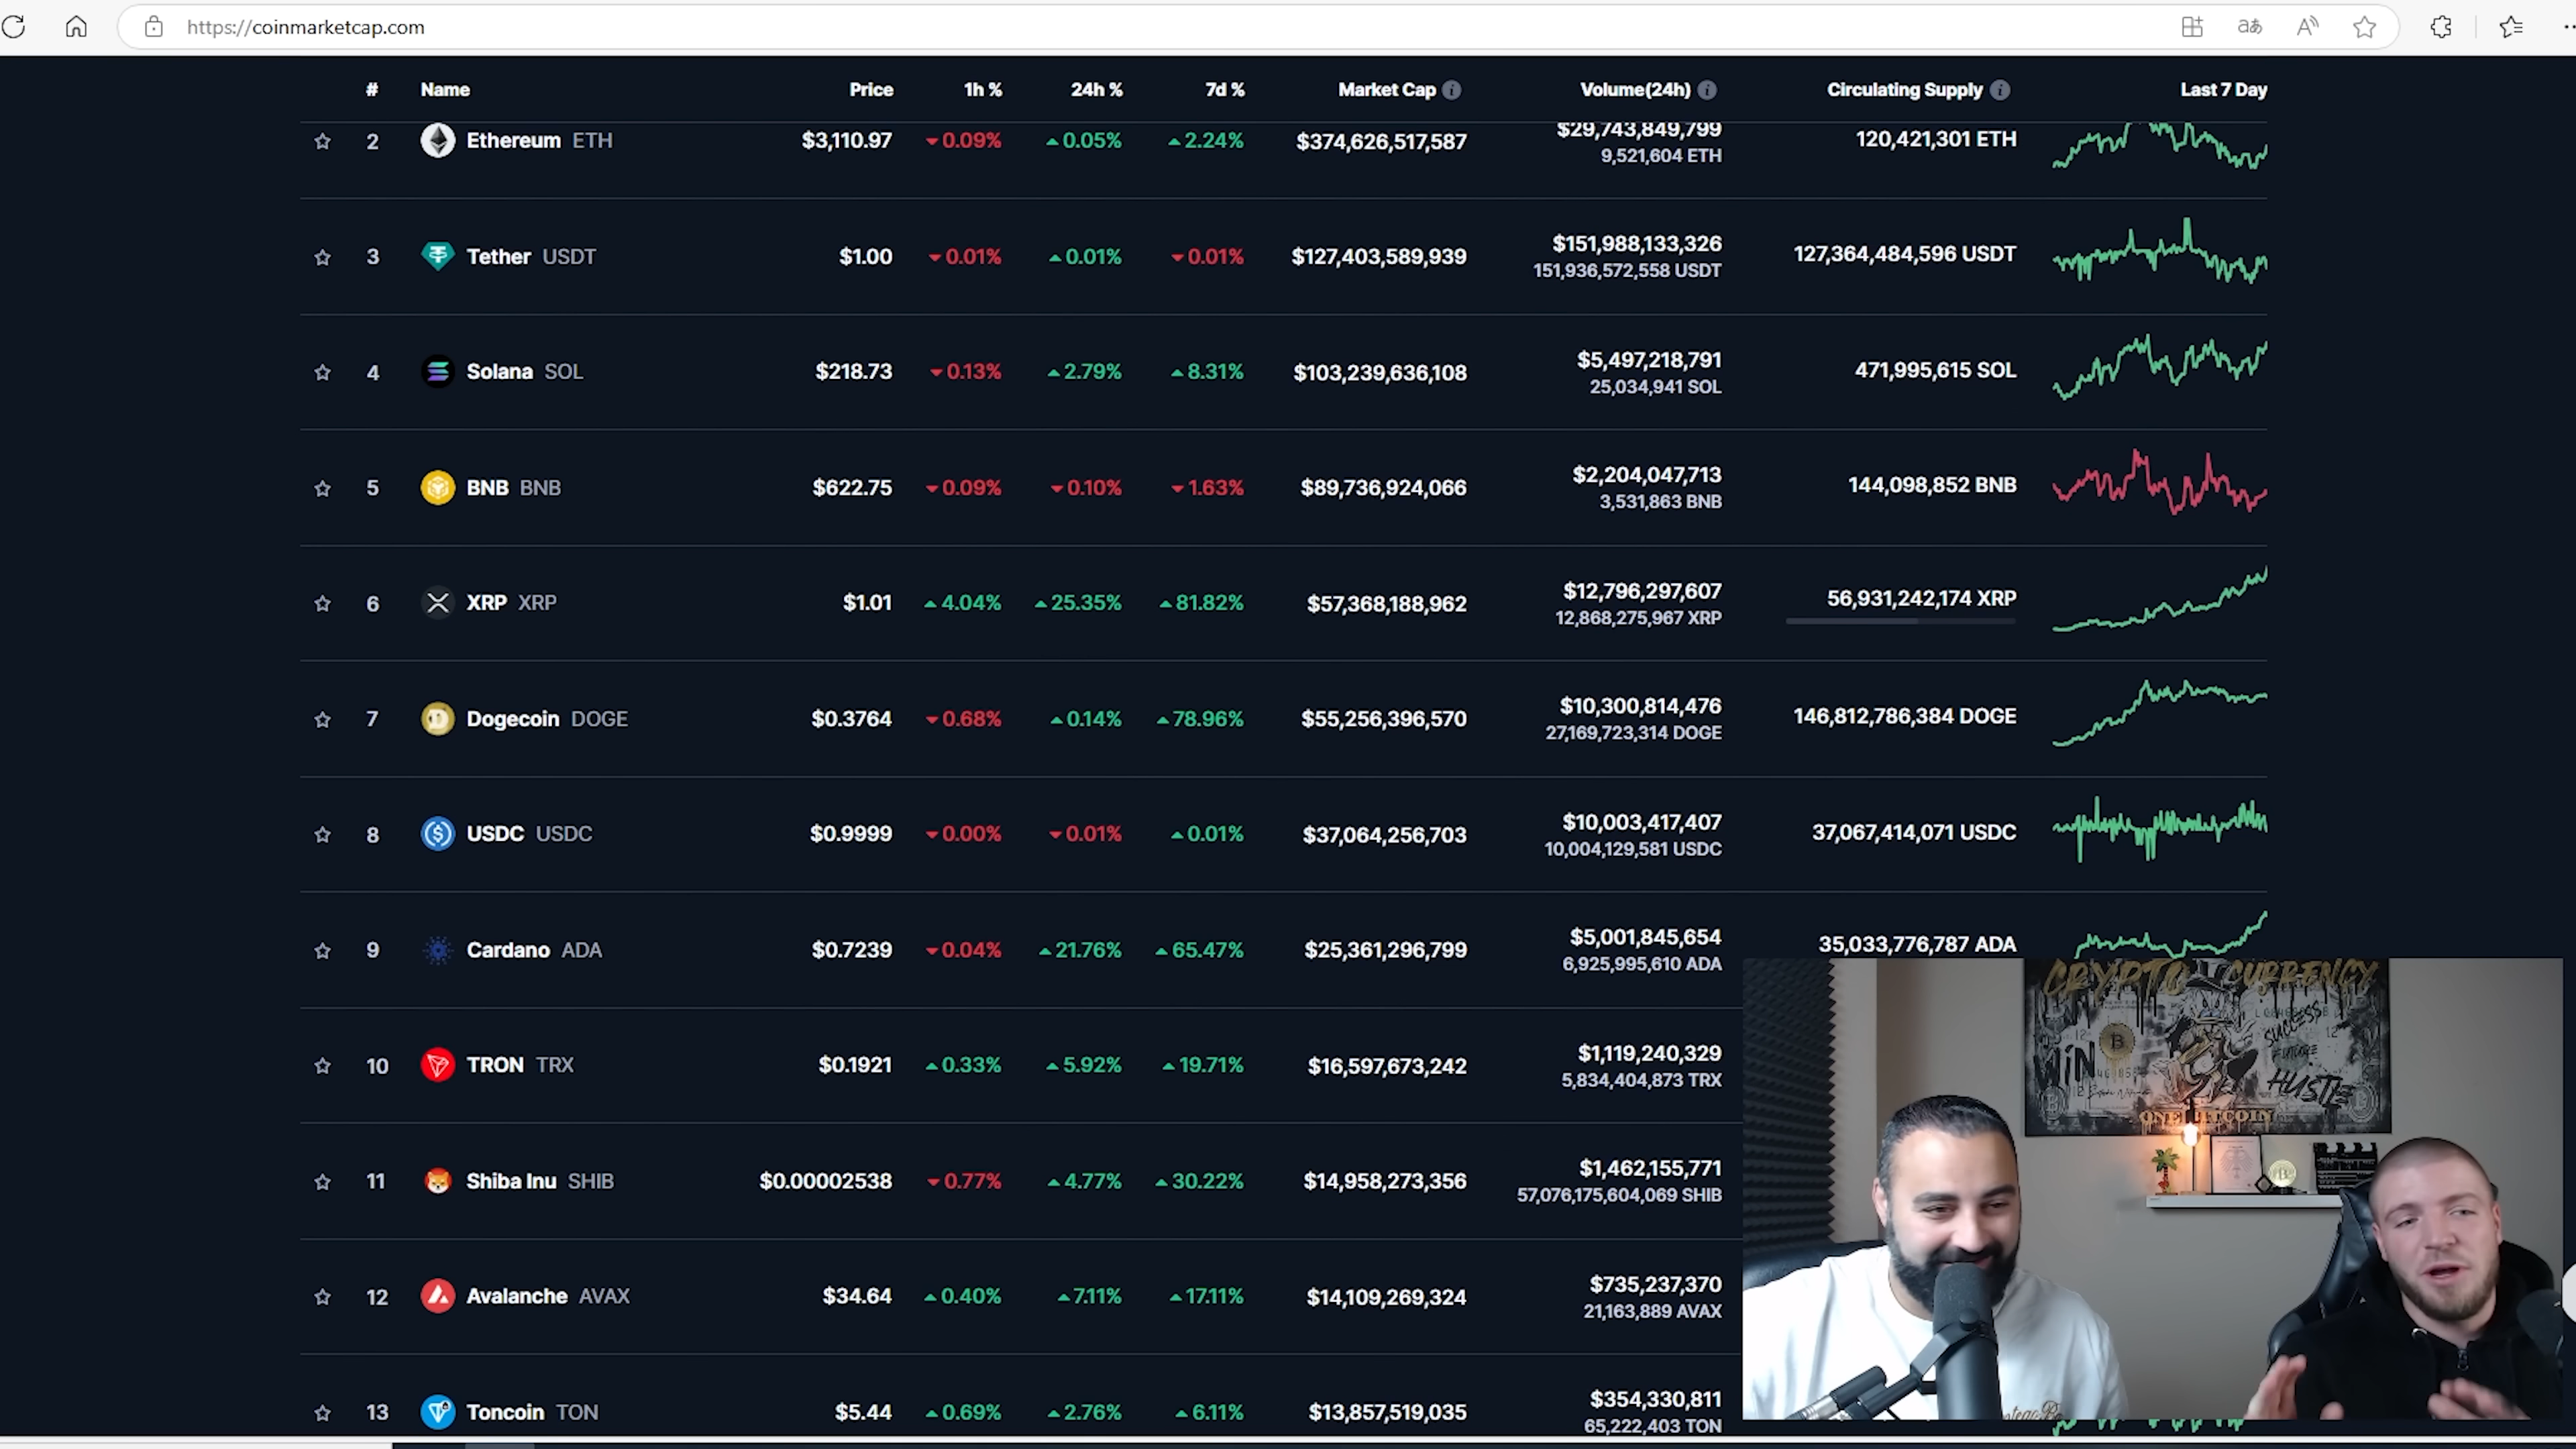 https://coinmarketcap.com
# Name Price 1h % 24h % 7d % Market Cap Volume(24h) Circulating Supply Last 7 Day
2 Ethereum ETH $3,110.97 0.09% 0.05% 2.24% $374,626,517,587 $29,743,849,799 120,421,301 ETH
9,521,604 ETH
3 Tether USDT $1.00 0.01% 0.01% 0.01% $127,403,589,939 $151,988,133,326 127,364,484,596 USDT
151,936,572,558 USDT
4 Solana SOL $218.73 0.13% 2.79% 8.31% $103,239,636,108 $5,497,218,791 471,995,615 SOL
25,034,941 SOL
5 BNB BNB $622.75 0.09% 0.10% 1.63% $89,736,924,066 $2,204,047,713 144,098,852 BNB
3,531,863 BNB
6 XRP XRP $1.01 4.04% 25.35% 81.82% $57,368,188,962 $12,796,297,607 56,931,242,174 XRP
12,868,275,967 XRP
7 Dogecoin DOGE $0.3764 0.68% 0.14% 78.96% $55,256,396,570 $10,300,814,476 146,812,786,384 DOGE
27,169,723,314 DOGE
8 USDC USDC $0.9999 0.00% 0.01% 0.01% $37,064,256,703 $10,003,417,407 37,067,414,071 USDC
10,004,129,581 USDC
9 Cardano ADA $0.7239 0.04% 21.76% 65.47% $25,361,296,799 $5,001,845,654 35,033,776,787 ADA
6,925,995,610 ADA
10 TRON TRX $0.1921 0.33% 5.92% 19.71% $16,597,673,242 $1,119,240,329
5,834,404,873 TRX
11 Shiba Inu SHIB $0.00002538 0.77% 4.77% 30.22% $14,958,273,356 $1,462,155,771
57,076,175,604,069 SHIB
12 Avalanche AVAX $34.64 0.40% 7.11% 17.11% $14,109,269,324 $735,237,370
21,163,889 AVAX
13 Toncoin TON $5.44 0.69% 2.76% 6.11% $13,857,519,035 $354,330,811
65,222,403 TON
CRYPTO CURRENCY
SUCCESS
WIN
HUSTLE
ONE BITCOIN